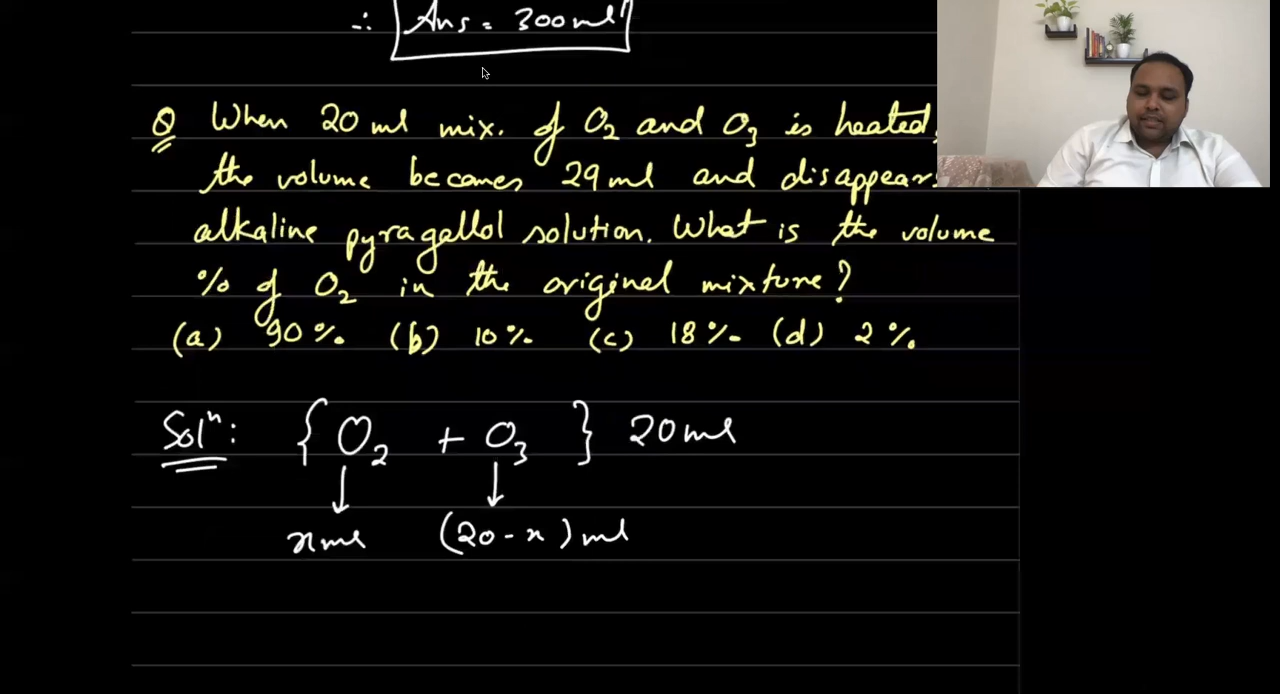 ∴ Ans = 300 ml
Q When 20 ml mix. of O₂ and O₃ is heated,
the volume becomes 29 ml and disappears
alkaline pyragellol solution. What is the volume
% of O₂ in the original mixture?
(a) 90%. (b) 10%. (c) 18%. (d) 2%.
Solⁿ: { O₂ + O₃ } 20 ml
↓ ↓
x ml (20 - x) ml